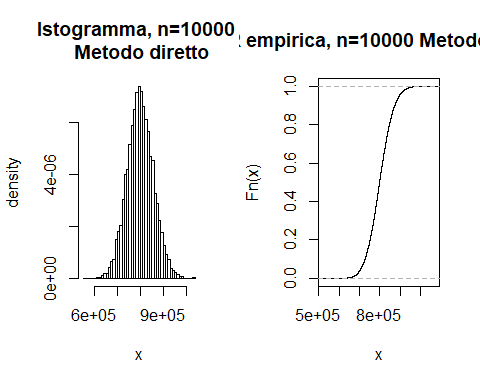 Istogramma, n=10000
Metodo diretto
density
0e+00
4e-06
6e+05
9e+05
x
empirica, n=10000 Metodo
Fn(x)
0.0
0.2
0.4
0.6
0.8
1.0
5e+05
8e+05
x